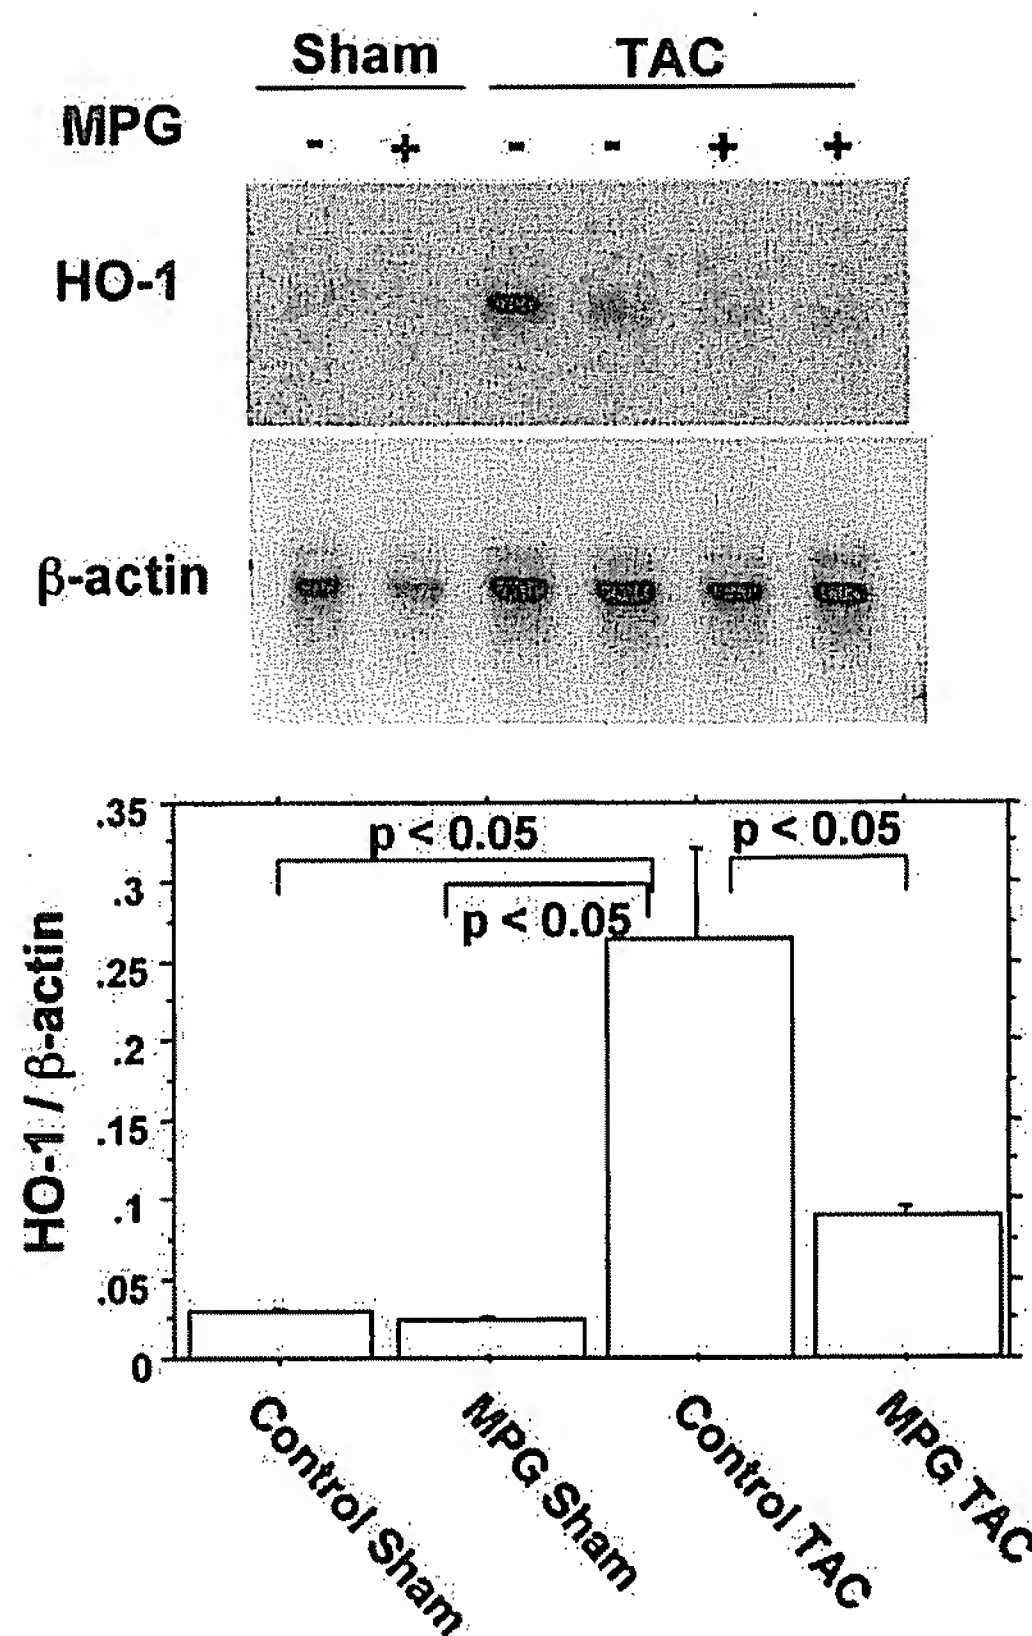 Sham TAC
MPG - + - - + +
HO-1
β-actin
.35
.3
.25
.2
.15
.1
.05
0
HO-1 / β-actin
p < 0.05
p < 0.05
p < 0.05
Control Sham
MPG Sham
Control TAC
MPG TAC